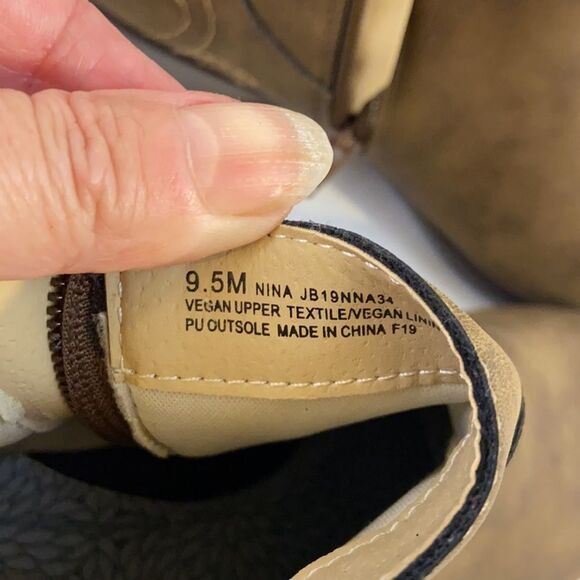 9.5M NINA JB19NNA34
VEGAN UPPER TEXTILE/VEGAN
PU OUTSOLE MADE IN CHINA F19